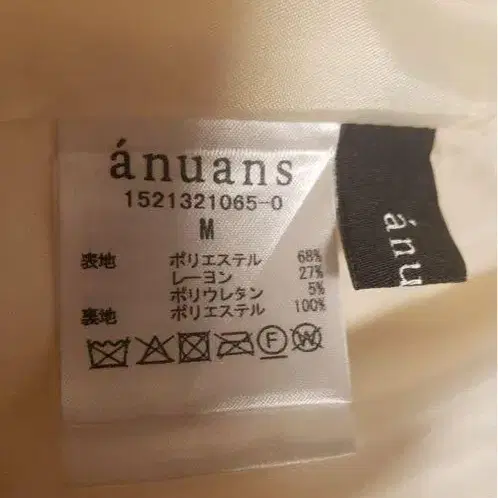 ánuans
1521321065-0
M
表地 ポリエステル 68%
レーヨン 27%
ポリウレタン 5%
裏地 ポリエステル 100%
F W
ánu